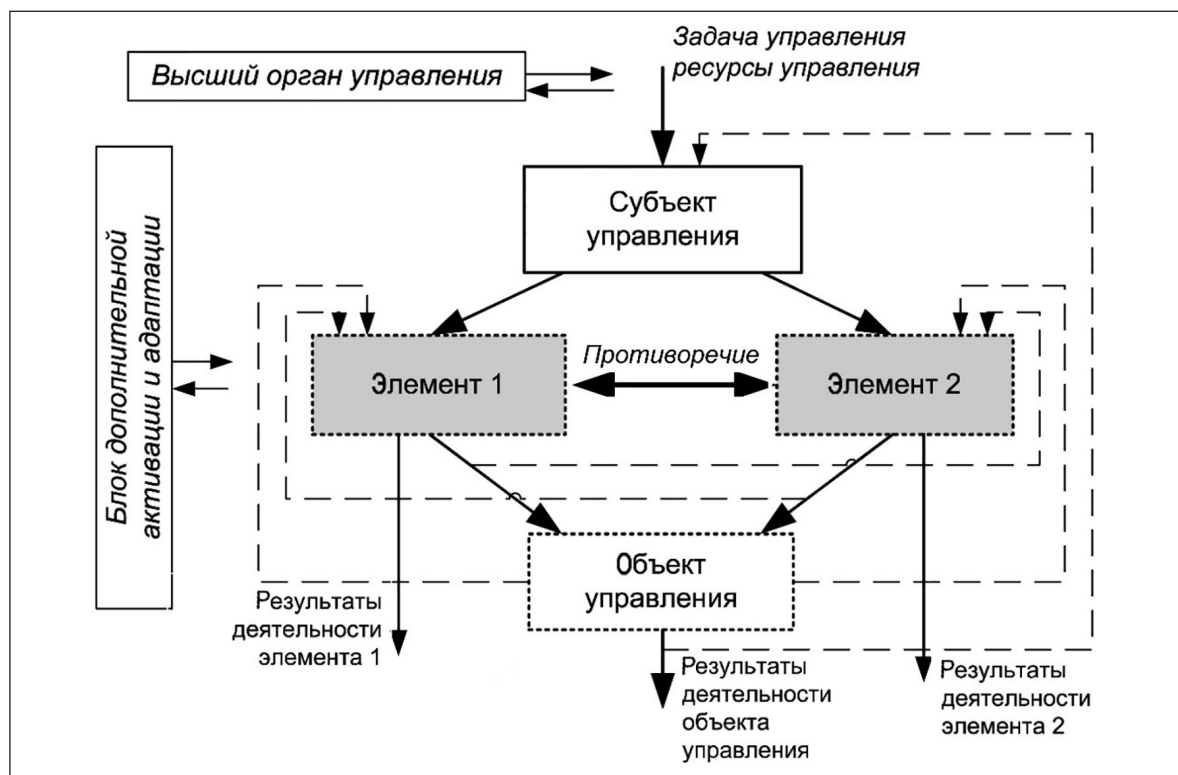 Задача управления
ресурсы управления
Высший орган управления
Блок дополнительной
активации и адаптации
Субъект
управления
Противоречие
Элемент 1
Элемент 2
Объект
управления
Результаты
деятельности
элемента 1
Результаты
деятельности
объекта
управления
Результаты
деятельности
элемента 2